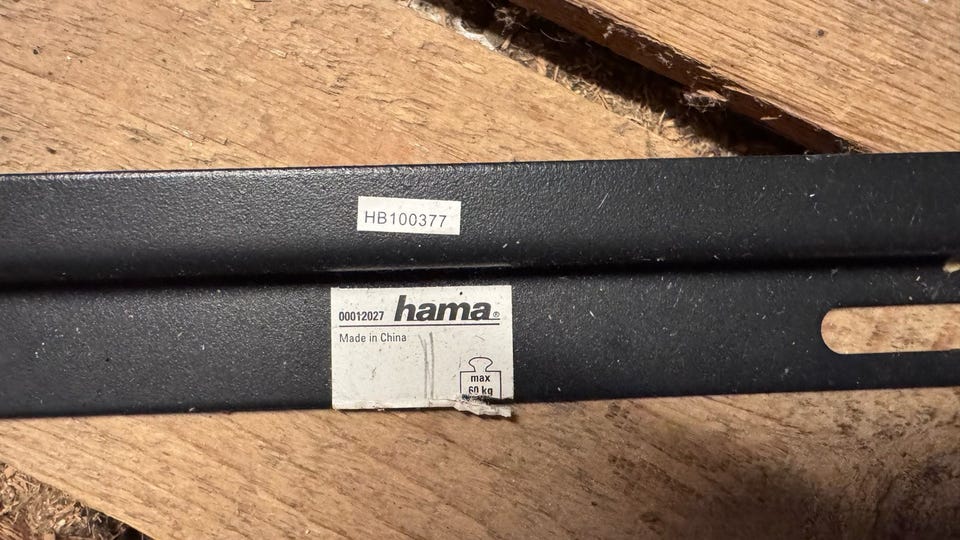 HB100377
00012027 hama®
Made in China
max
60 kg